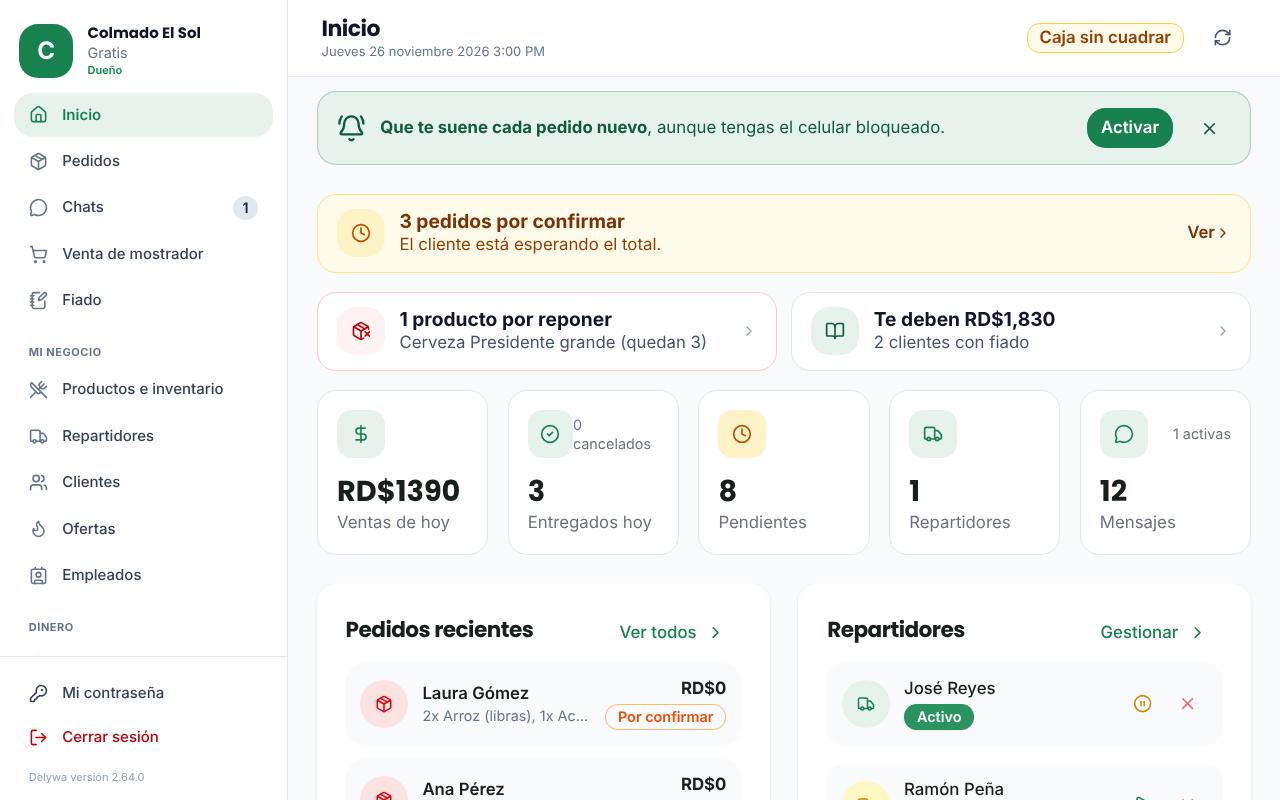 C
Colmado El Sol
Gratis
Dueño
Inicio
Pedidos
Chats
1
Venta de mostrador
Fiado
MI NEGOCIO
Productos e inventario
Repartidores
Clientes
Ofertas
Empleados
DINERO
Mi contraseña
Cerrar sesión
Delywa versión 2.64.0
Inicio
Jueves 26 noviembre 2026 3:00 PM
Caja sin cuadrar
Que te suene cada pedido nuevo, aunque tengas el celular bloqueado.
Activar
3 pedidos por confirmar
El cliente está esperando el total.
Ver
1 producto por reponer
Cerveza Presidente grande (quedan 3)
Te deben RD$1,830
2 clientes con fiado
RD$1390
Ventas de hoy
0
cancelados
3
Entregados hoy
8
Pendientes
1
Repartidores
1 activas
12
Mensajes
Pedidos recientes
Ver todos
Laura Gómez
2x Arroz (libras), 1x Ac...
RD$0
Por confirmar
Ana Pérez
RD$0
Repartidores
Gestionar
José Reyes
Activo
Ramón Peña